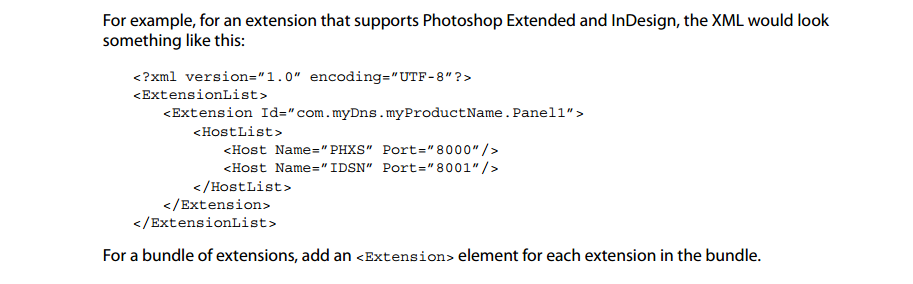 For example, for an extension that supports Photoshop Extended and InDesign, the XML would look
something like this:
<?xml version="1.0" encoding="UTF-8"?>
<ExtensionList>
<Extension Id="com.myDns.myProductName.Panel1">
<HostList>
<Host Name="PHXS" Port="8000"/>
<Host Name="IDSN" Port="8001"/>
</HostList>
</Extension>
</ExtensionList>
For a bundle of extensions, add an <Extension> element for each extension in the bundle.